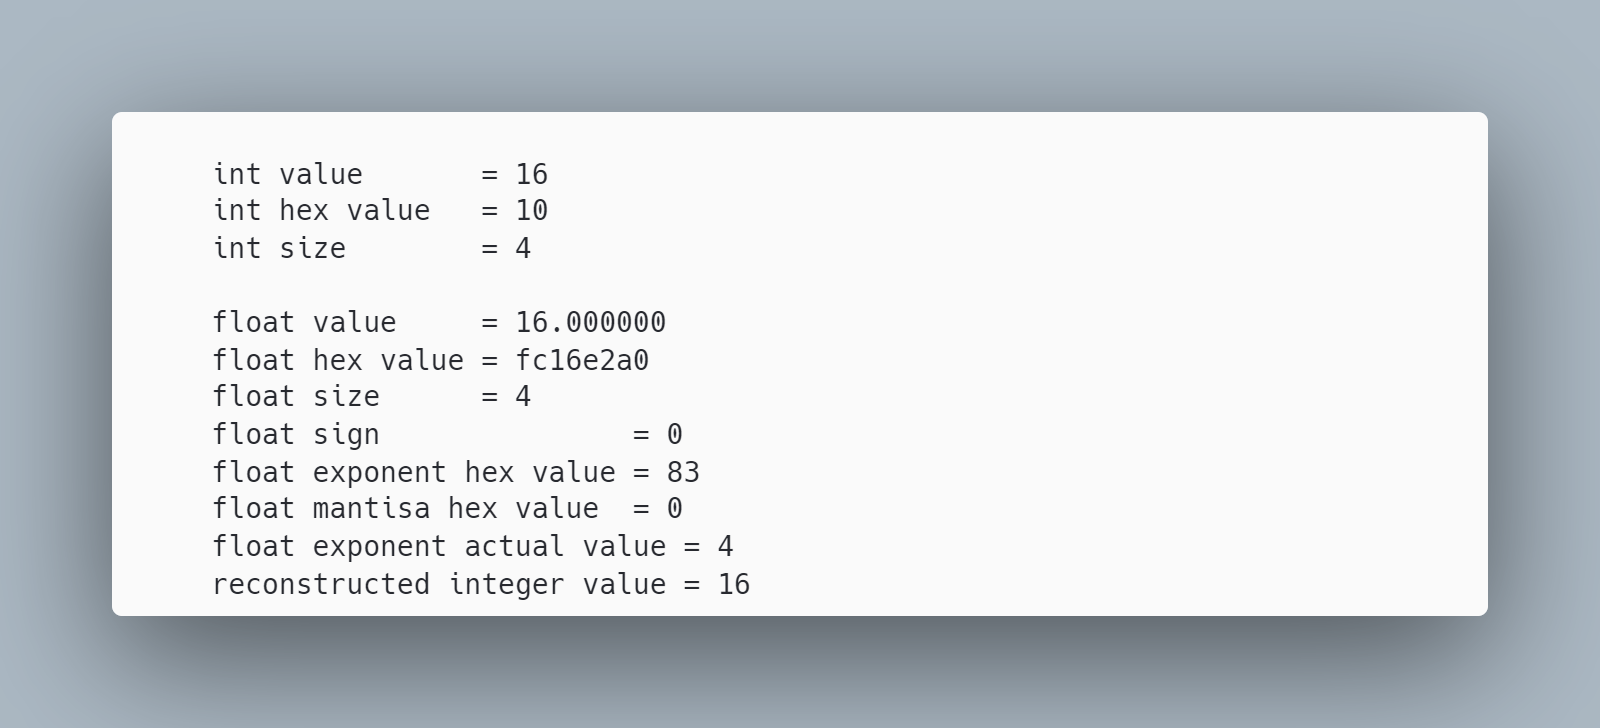 int value       = 16
int hex value   = 10
int size        = 4

float value     = 16.000000
float hex value = fc16e2a0
float size      = 4
float sign               = 0
float exponent hex value = 83
float mantisa hex value  = 0
float exponent actual value = 4
reconstructed integer value = 16